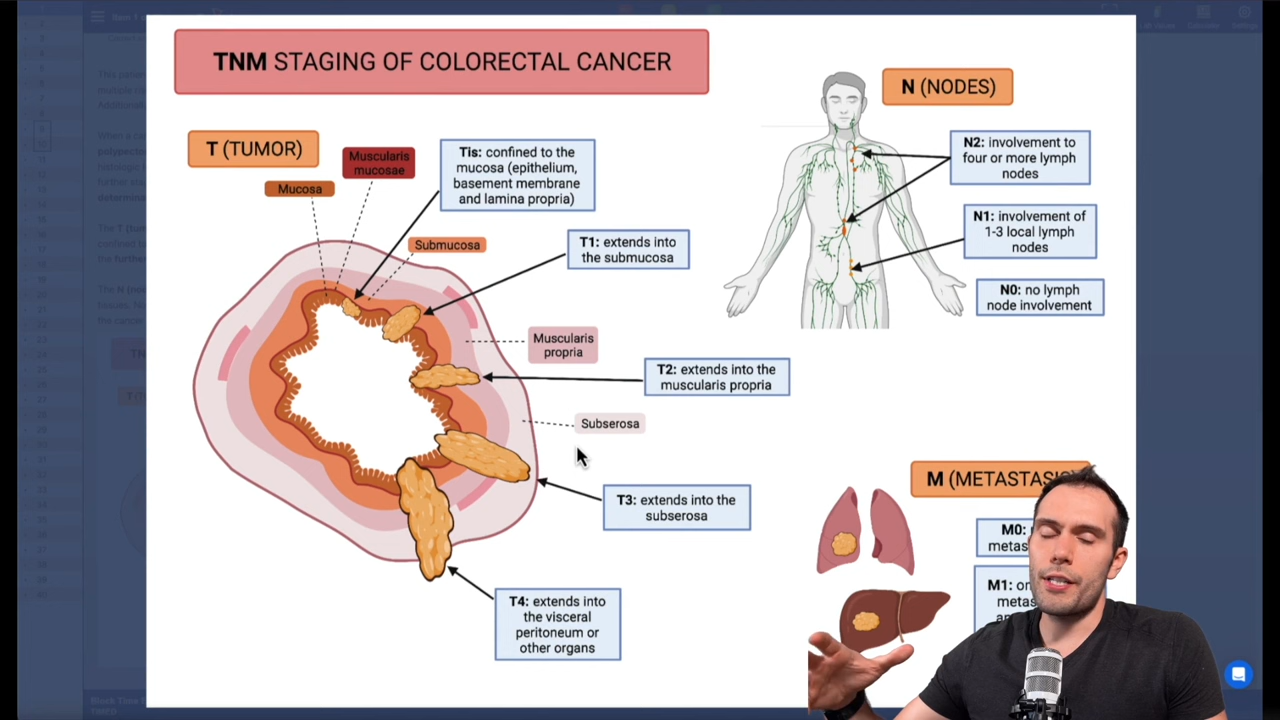 TNM STAGING OF COLORECTAL CANCER
T (TUMOR)
Mucosa
Muscularis
mucosae
Tis: confined to the
mucosa (epithelium,
basement membrane
and lamina propria)
Submucosa
T1: extends into
the submucosa
Muscularis
propria
T2: extends into the
muscularis propria
Subserosa
T3: extends into the
subserosa
T4: extends into
the visceral
peritoneum or
other organs
N (NODES)
N2: involvement to
four or more lymph
nodes
N1: involvement of
1-3 local lymph
nodes
N0: no lymph
node involvement
M (METASTASIS)
M0:
metas
M1: on
metas